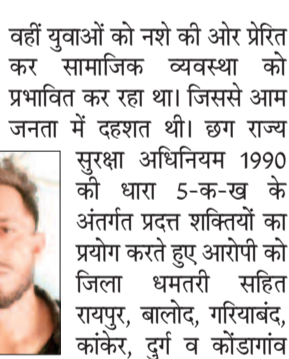 वहीं युवाओं को नशे की ओर प्रेरित
कर सामाजिक व्यवस्था को
प्रभावित कर रहा था। जिससे आम
जनता में दहशत थी। छग राज्य
सुरक्षा अधिनियम 1990
की धारा 5-क-ख के
अंतर्गत प्रदत्त शक्तियों का
प्रयोग करते हुए आरोपी को
जिला धमतरी सहित
रायपुर, बालोद, गरियाबंद,
कांकेर, दुर्ग व कोंडागांव